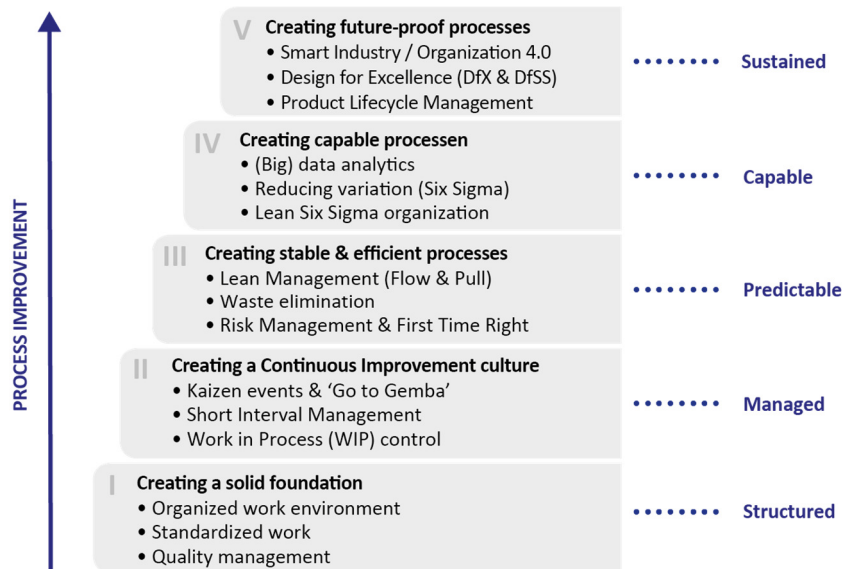 PROCESS IMPROVEMENT
V Creating future-proof processes
• Smart Industry / Organization 4.0
• Design for Excellence (DfX & DfSS)
• Product Lifecycle Management
Sustained
IV Creating capable processen
• (Big) data analytics
• Reducing variation (Six Sigma)
• Lean Six Sigma organization
Capable
III Creating stable & efficient processes
• Lean Management (Flow & Pull)
• Waste elimination
• Risk Management & First Time Right
Predictable
II Creating a Continuous Improvement culture
• Kaizen events & ‘Go to Gemba’
• Short Interval Management
• Work in Process (WIP) control
Managed
I Creating a solid foundation
• Organized work environment
• Standardized work
• Quality management
Structured